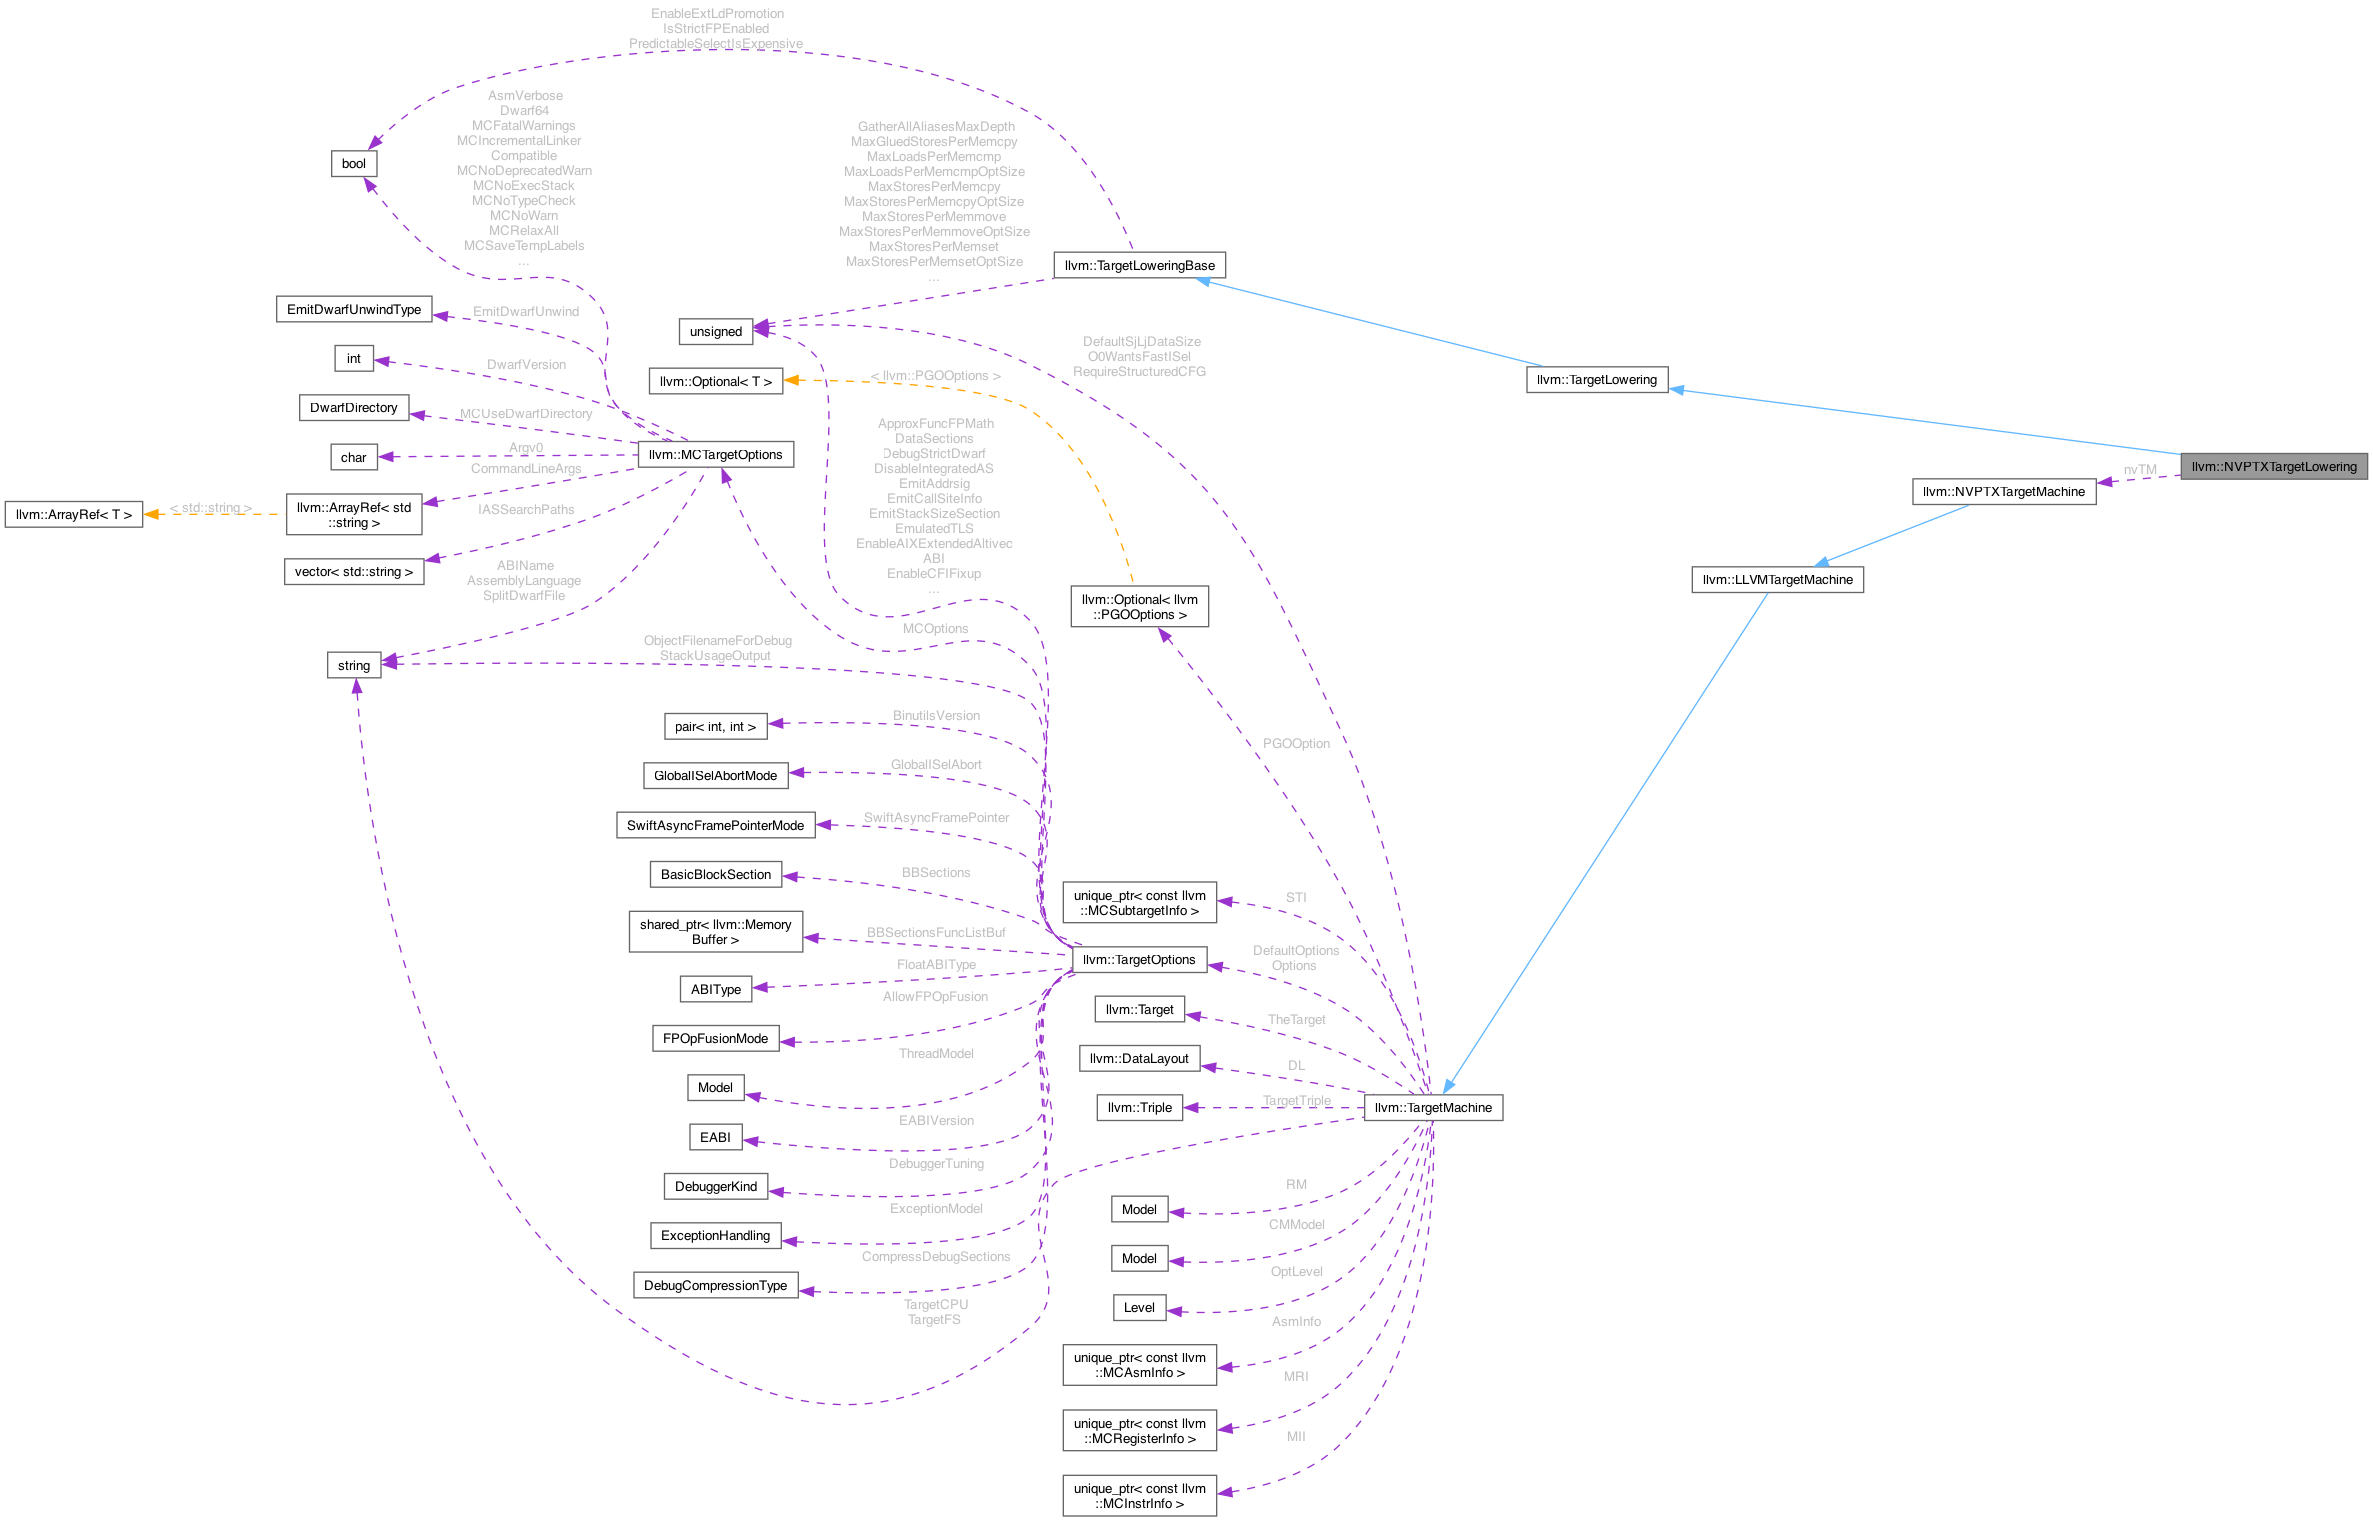 EnableExtLdPromotion
IsStrictFPEnabled
PredictableSelectIsExpensive
AsmVerbose
Dwarf64
MCFatalWarnings
MCIncrementalLinker
Compatible
MCNoDeprecatedWarn
MCNoExecStack
MCNoTypeCheck
MCNoWarn
MCRelaxAll
MCSaveTempLabels
...
bool
GatherAllAliasesMaxDepth
MaxGluedStoresPerMemcpy
MaxLoadsPerMemcmp
MaxLoadsPerMemcmpOptSize
MaxStoresPerMemcpy
MaxStoresPerMemcpyOptSize
MaxStoresPerMemmove
MaxStoresPerMemmoveOptSize
MaxStoresPerMemset
MaxStoresPerMemsetOptSize
...
llvm::TargetLoweringBase
EmitDwarfUnwindType
EmitDwarfUnwind
unsigned
DefaultSjLjDataSize
O0WantsFastISel
RequireStructuredCFG
int
DwarfVersion
llvm::Optional< T >
< llvm::PGOOptions >
llvm::TargetLowering
DwarfDirectory
MCUseDwarfDirectory
ApproxFuncFPMath
DataSections
DebugStrictDwarf
DisableIntegratedAS
EmitAddrsig
EmitCallSiteInfo
EmitStackSizeSection
EmulatedTLS
EnableAIXExtendedAltivec
ABI
EnableCFIFixup
...
char
Argv0
llvm::MCTargetOptions
CommandLineArgs
llvm::NVPTXTargetLowering
nvTM
llvm::NVPTXTargetMachine
llvm::ArrayRef< T >
< std::string >
llvm::ArrayRef< std
::string >
IASSearchPaths
vector< std::string >
ABIName
AssemblyLanguage
SplitDwarfFile
llvm::LLVMTargetMachine
llvm::Optional< llvm
::PGOOptions >
MCOptions
ObjectFilenameForDebug
StackUsageOutput
string
pair< int, int >
BinutilsVersion
PGOOption
GlobalISelAbortMode
GlobalISelAbort
SwiftAsyncFramePointerMode
SwiftAsyncFramePointer
BasicBlockSection
BBSections
unique_ptr< const llvm
::MCSubtargetInfo >
STI
shared_ptr< llvm::Memory
Buffer >
BBSectionsFuncListBuf
llvm::TargetOptions
DefaultOptions
Options
ABIType
FloatABIType
llvm::Target
TheTarget
FPOpFusionMode
AllowFPOpFusion
llvm::DataLayout
DL
Model
ThreadModel
llvm::Triple
TargetTriple
llvm::TargetMachine
EABI
EABIVersion
DebuggerKind
DebuggerTuning
Model
RM
ExceptionHandling
ExceptionModel
Model
CMModel
DebugCompressionType
CompressDebugSections
Level
OptLevel
TargetCPU
TargetFS
unique_ptr< const llvm
::MCAsmInfo >
AsmInfo
unique_ptr< const llvm
::MCRegisterInfo >
MRI
unique_ptr< const llvm
::MCInstrInfo >
MII